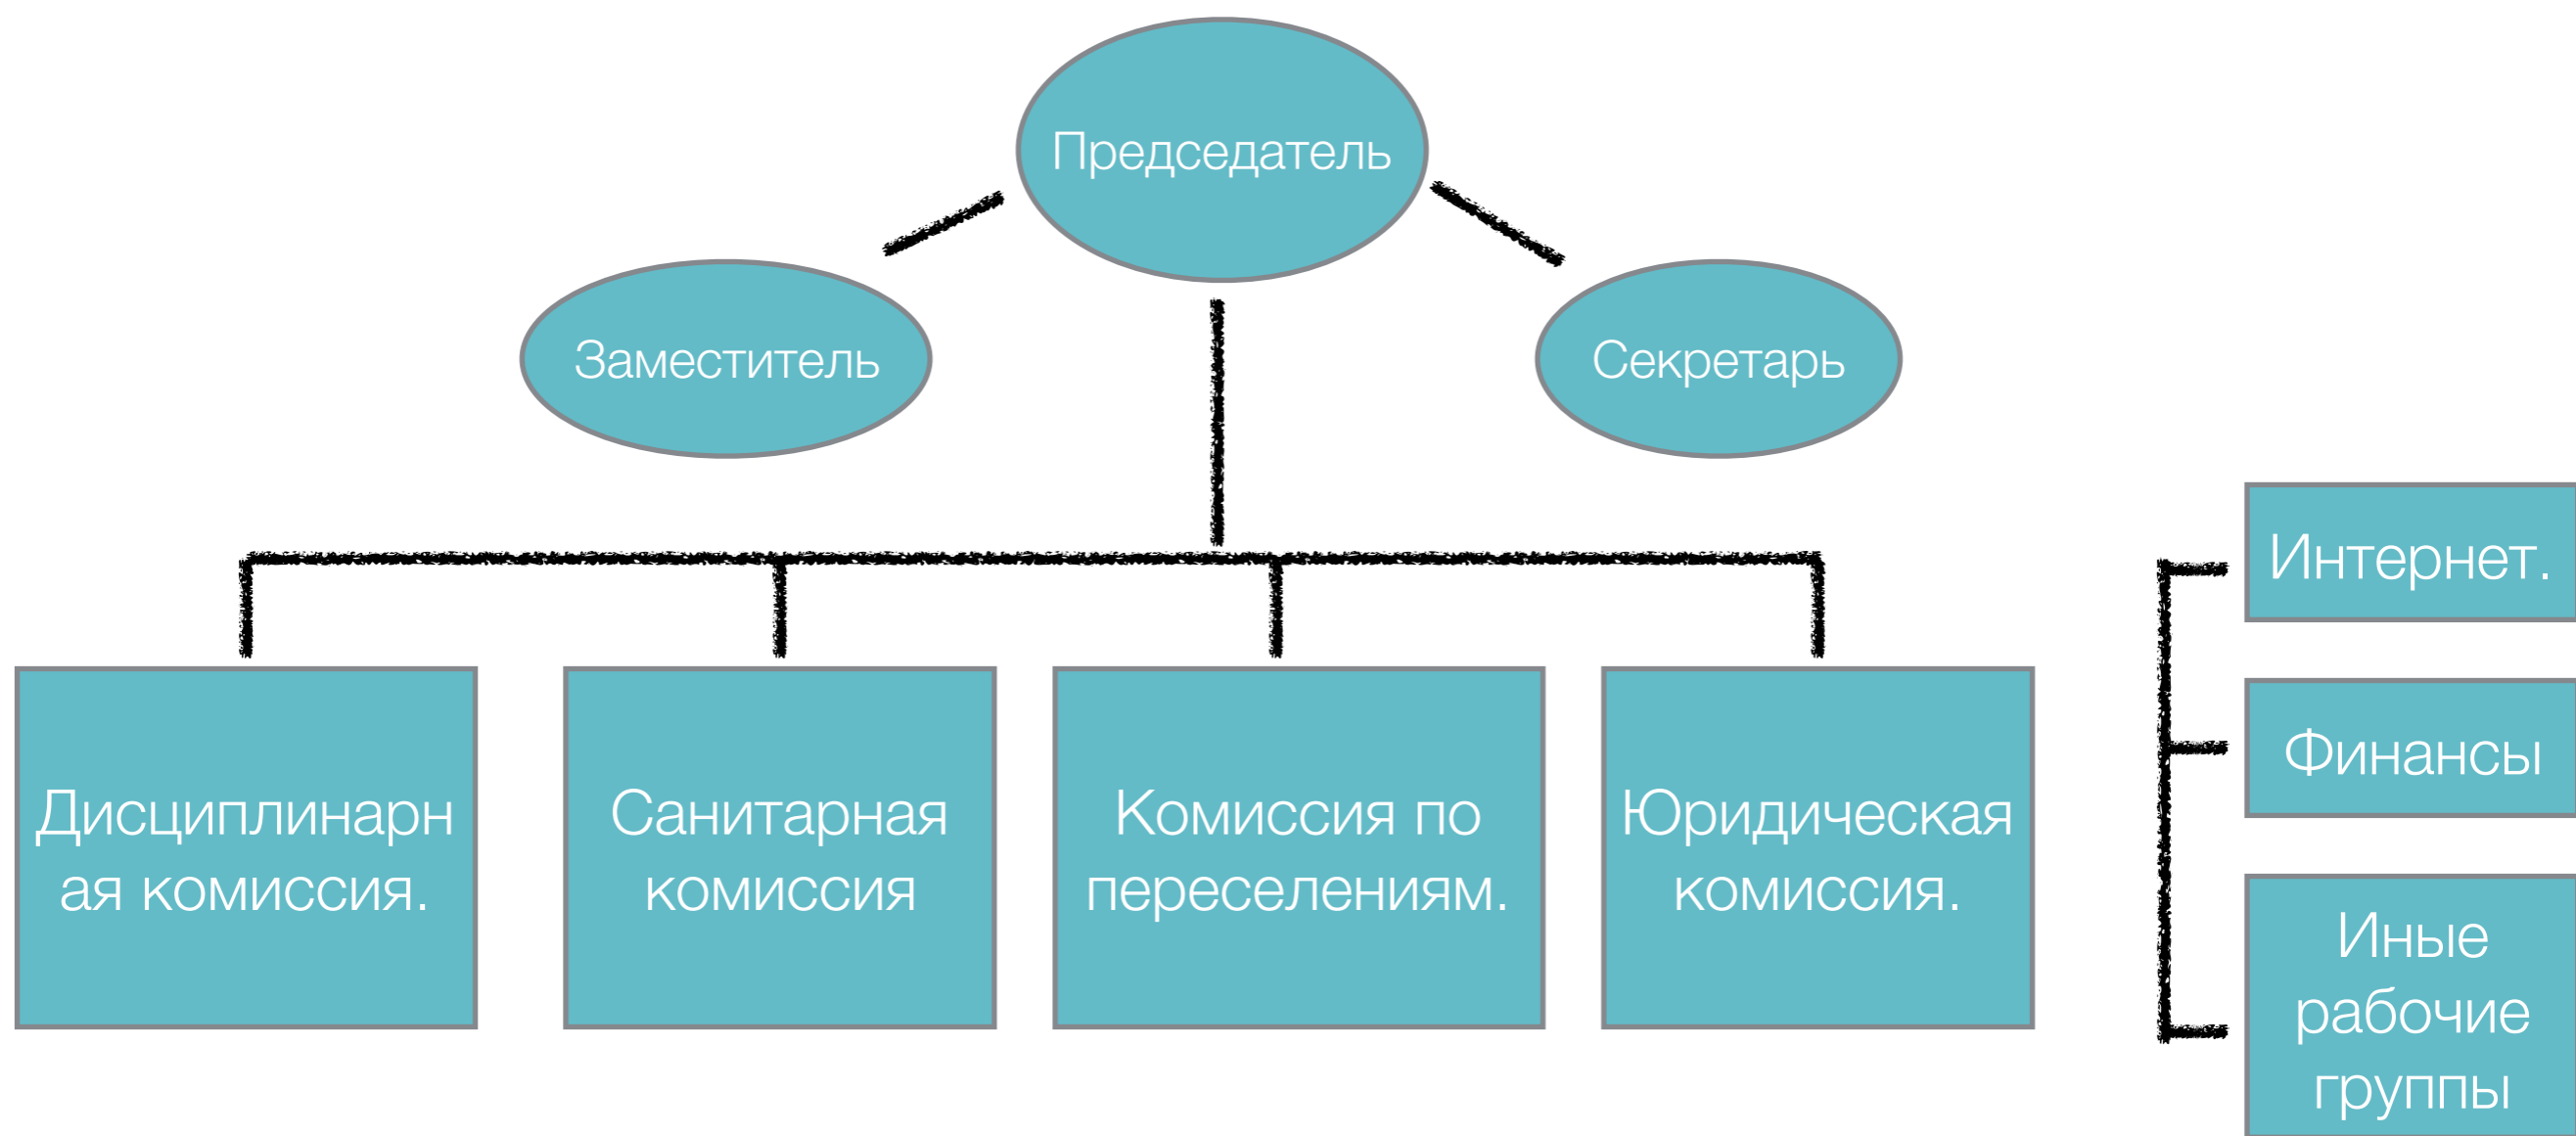 Председатель
Заместитель
Секретарь
Дисциплинарн
ая комиссия.
Санитарная
комиссия
Комиссия по
переселениям.
Юридическая
комиссия.
Интернет.
Финансы
Иные
рабочие
группы